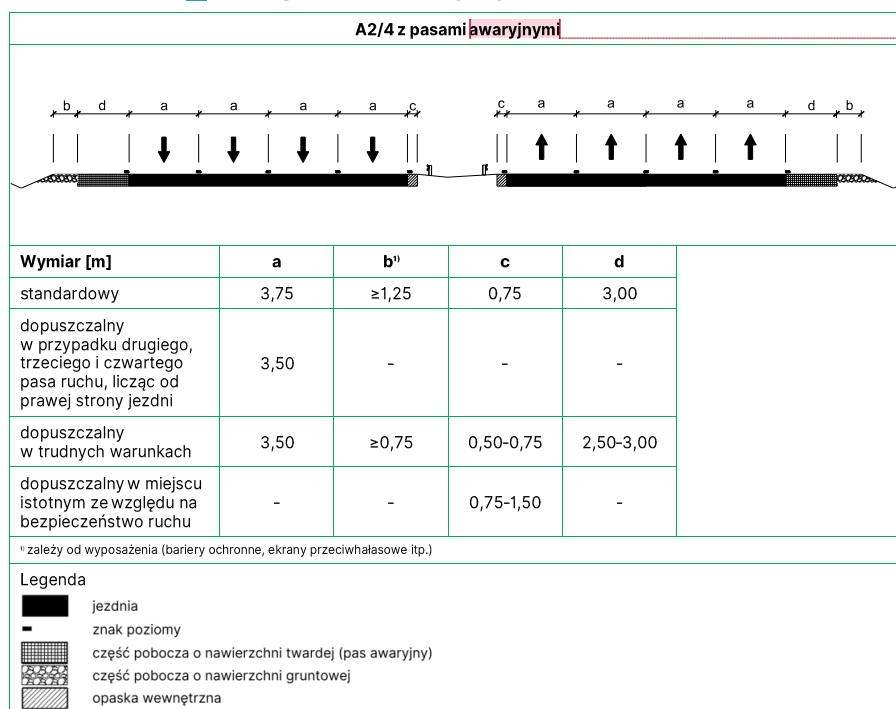 A2/4 z pasami awaryjnymi
b d a a a a c c a a a a d b
Wymiar [m] a b¹⁾ c d
standardowy 3,75 ≥1,25 0,75 3,00
dopuszczalny
w przypadku drugiego,
trzeciego i czwartego 3,50 - - -
pasa ruchu, licząc od
prawej strony jezdni
dopuszczalny
w trudnych warunkach 3,50 ≥0,75 0,50-0,75 2,50-3,00
dopuszczalny w miejscu
istotnym ze względu na - - 0,75-1,50 -
bezpieczeństwo ruchu
¹⁾ zależy od wyposażenia (bariery ochronne, ekrany przeciwhałasowe itp.)
Legenda
jezdnia
znak poziomy
część pobocza o nawierzchni twardej (pas awaryjny)
część pobocza o nawierzchni gruntowej
opaska wewnętrzna